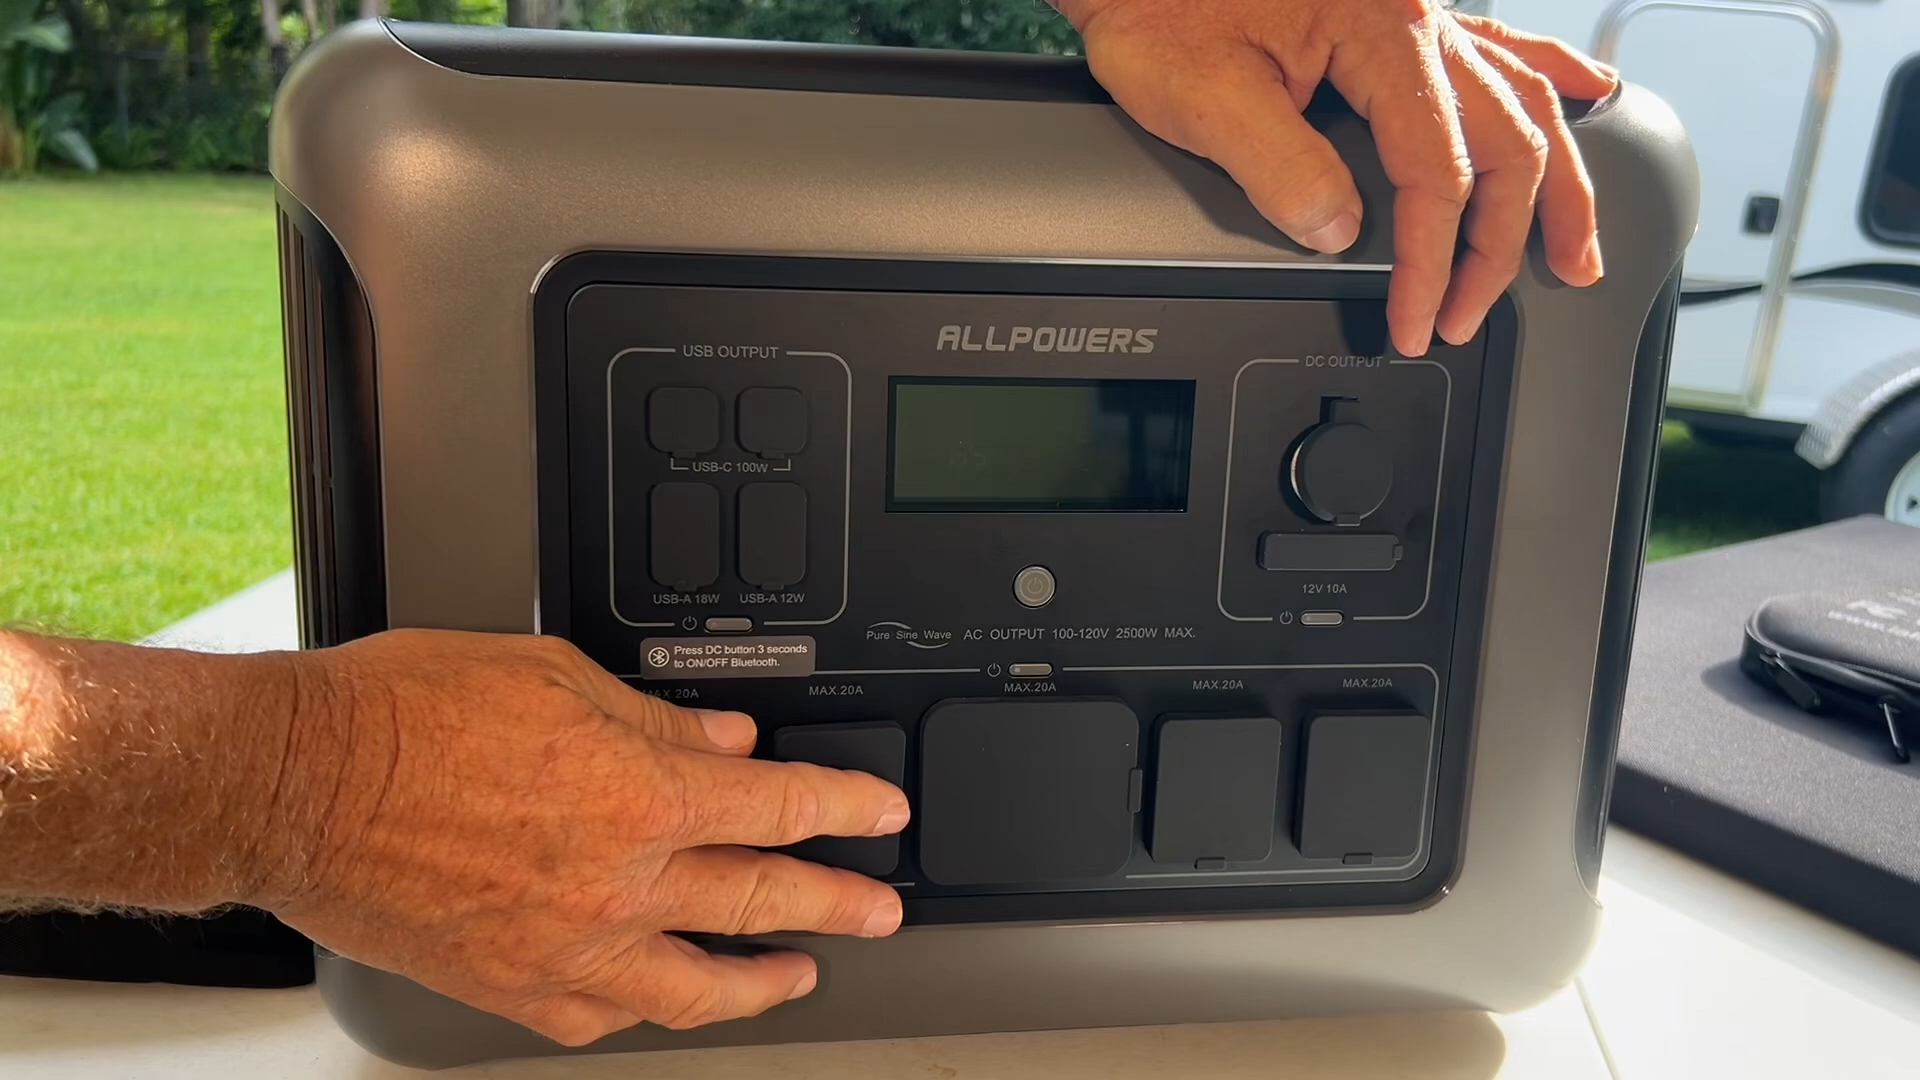 ALLPOWERS
USB OUTPUT
DC OUTPUT
USB-C 100W
USB-A 18W
USB-A 12W
12V 10A
Pure Sine Wave
AC OUTPUT 100-120V 2500W MAX.
Press DC button 3 seconds
to ON/OFF Bluetooth.
MAX.20A
MAX.20A
MAX.20A
MAX.20A
MAX.20A